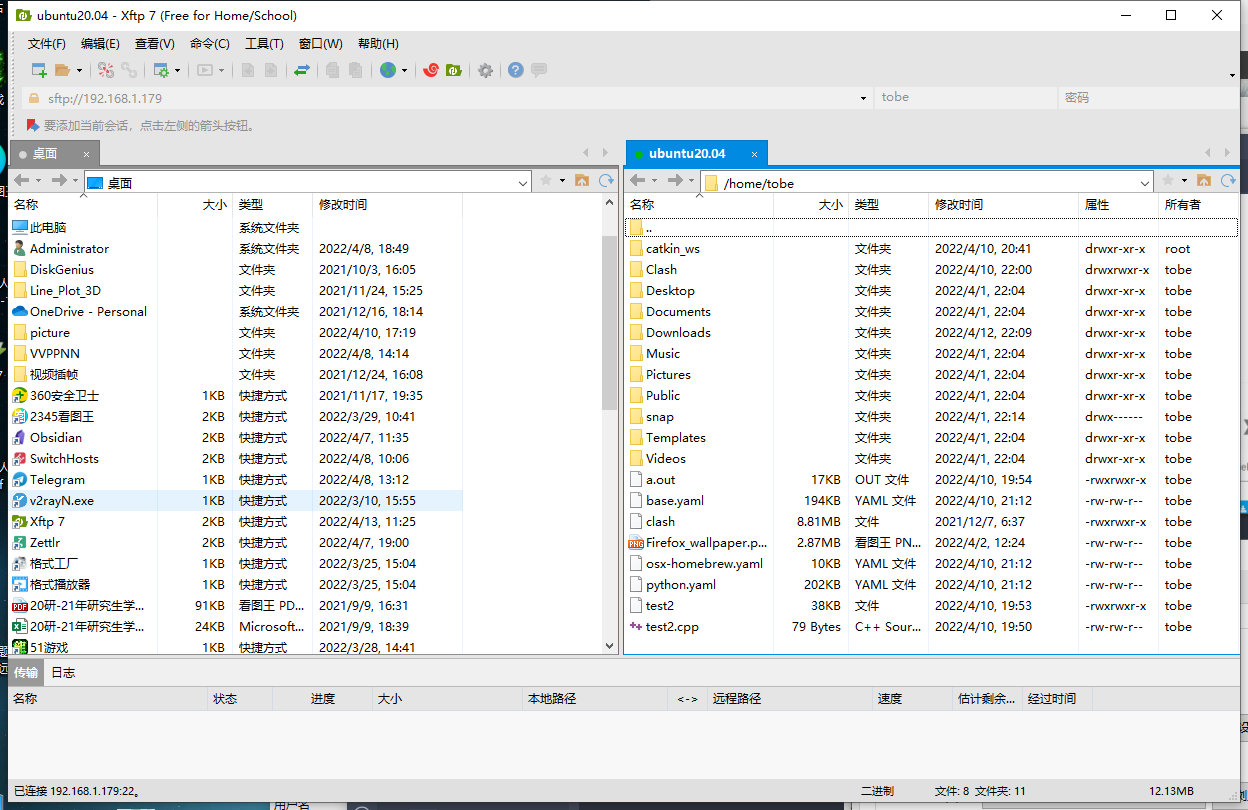 ubuntu20.04 - Xftp 7 (Free for Home/School)
文件(F) 编辑(E) 查看(V) 命令(C) 工具(T) 窗口(W) 帮助(H)
sftp://192.168.1.179 tobe 密码
要添加当前会话，点击左侧的箭头按钮。
桌面 × ubuntu20.04 ×
桌面 /home/tobe
名称 大小 类型 修改时间
此电脑 系统文件夹
Administrator 系统文件夹 2022/4/8, 18:49
DiskGenius 文件夹 2021/10/3, 16:05
Line_Plot_3D 文件夹 2021/11/24, 15:25
OneDrive - Personal 系统文件夹 2021/12/16, 18:14
picture 文件夹 2022/4/10, 17:19
VVPPNN 文件夹 2022/4/8, 14:14
视频插帧 文件夹 2021/12/24, 16:08
360安全卫士 1KB 快捷方式 2021/11/17, 19:35
2345看图王 2KB 快捷方式 2022/3/29, 10:41
Obsidian 2KB 快捷方式 2022/4/7, 11:35
SwitchHosts 2KB 快捷方式 2022/4/8, 10:06
Telegram 1KB 快捷方式 2022/4/8, 13:12
v2rayN.exe 1KB 快捷方式 2022/3/10, 15:55
Xftp 7 2KB 快捷方式 2022/4/13, 11:25
Zettlr 2KB 快捷方式 2022/4/7, 19:00
格式工厂 1KB 快捷方式 2022/3/25, 15:04
格式播放器 1KB 快捷方式 2022/3/25, 15:04
20研-21年研究生学... 91KB 看图王 PD... 2021/9/9, 16:31
20研-21年研究生学... 24KB Microsoft... 2021/9/9, 18:39
51游戏 1KB 快捷方式 2022/3/28, 14:41
名称 大小 类型 修改时间 属性 所有者
..
catkin_ws 文件夹 2022/4/10, 20:41 drwxr-xr-x root
Clash 文件夹 2022/4/10, 22:00 drwxrwxr-x tobe
Desktop 文件夹 2022/4/1, 22:04 drwxr-xr-x tobe
Documents 文件夹 2022/4/1, 22:04 drwxr-xr-x tobe
Downloads 文件夹 2022/4/12, 22:09 drwxr-xr-x tobe
Music 文件夹 2022/4/1, 22:04 drwxr-xr-x tobe
Pictures 文件夹 2022/4/1, 22:04 drwxr-xr-x tobe
Public 文件夹 2022/4/1, 22:04 drwxr-xr-x tobe
snap 文件夹 2022/4/1, 22:14 drwx------ tobe
Templates 文件夹 2022/4/1, 22:04 drwxr-xr-x tobe
Videos 文件夹 2022/4/1, 22:04 drwxr-xr-x tobe
a.out 17KB OUT 文件 2022/4/10, 19:54 -rwxrwxr-x tobe
base.yaml 194KB YAML 文件 2022/4/10, 21:12 -rw-rw-r-- tobe
clash 8.81MB 文件 2021/12/7, 6:37 -rwxrwxr-x tobe
Firefox_wallpaper.p... 2.87MB 看图王 PN... 2022/4/2, 12:24 -rw-rw-r-- tobe
osx-homebrew.yaml 10KB YAML 文件 2022/4/10, 21:12 -rw-rw-r-- tobe
python.yaml 202KB YAML 文件 2022/4/10, 21:12 -rw-rw-r-- tobe
test2 38KB 文件 2022/4/10, 19:53 -rwxrwxr-x tobe
test2.cpp 79 Bytes C++ Sour... 2022/4/10, 19:50 -rw-rw-r-- tobe
传输 日志
名称 状态 进度 大小 本地路径 <-> 远程路径 速度 估计剩余... 经过时间
已连接 192.168.1.179:22。 二进制 文件: 8 文件夹: 11 12.13MB
用户名